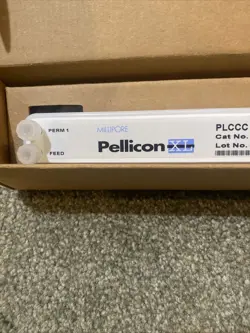 PERM 1
FEED
MILLIPORE
Pellicon XL
PLCCC
Cat No.
Lot No.